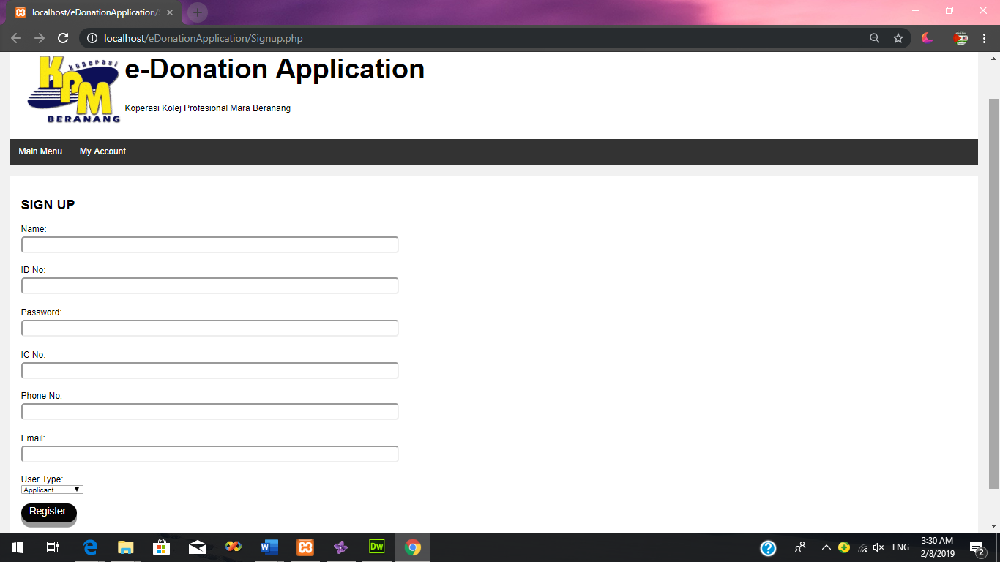 localhost/eDonationApplication/
localhost/eDonationApplication/Signup.php
koperasi
KPM
BERANANG
e-Donation Application
Koperasi Kolej Profesional Mara Beranang
Main Menu My Account
SIGN UP
Name:
ID No:
Password:
IC No:
Phone No:
Email:
User Type:
Applicant
Register
Dw
ENG
3:30 AM
2/8/2019
2